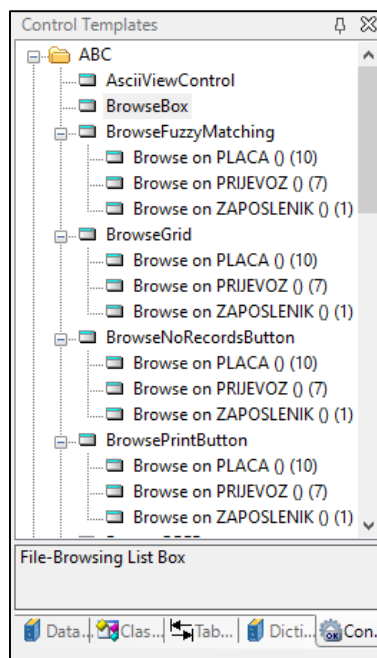 Control Templates
ABC
AsciiViewControl
BrowseBox
BrowseFuzzyMatching
Browse on PLACA () (10)
Browse on PRIJEVOZ () (7)
Browse on ZAPOSLENIK () (1)
BrowseGrid
Browse on PLACA () (10)
Browse on PRIJEVOZ () (7)
Browse on ZAPOSLENIK () (1)
BrowseNoRecordsButton
Browse on PLACA () (10)
Browse on PRIJEVOZ () (7)
Browse on ZAPOSLENIK () (1)
BrowsePrintButton
Browse on PLACA () (10)
Browse on PRIJEVOZ () (7)
Browse on ZAPOSLENIK () (1)
File-Browsing List Box
Data... Clas... Tab... Dicti... Con...